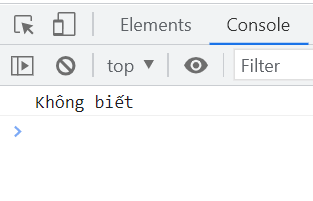 Elements Console
top ▼ Filter
Không biết
>